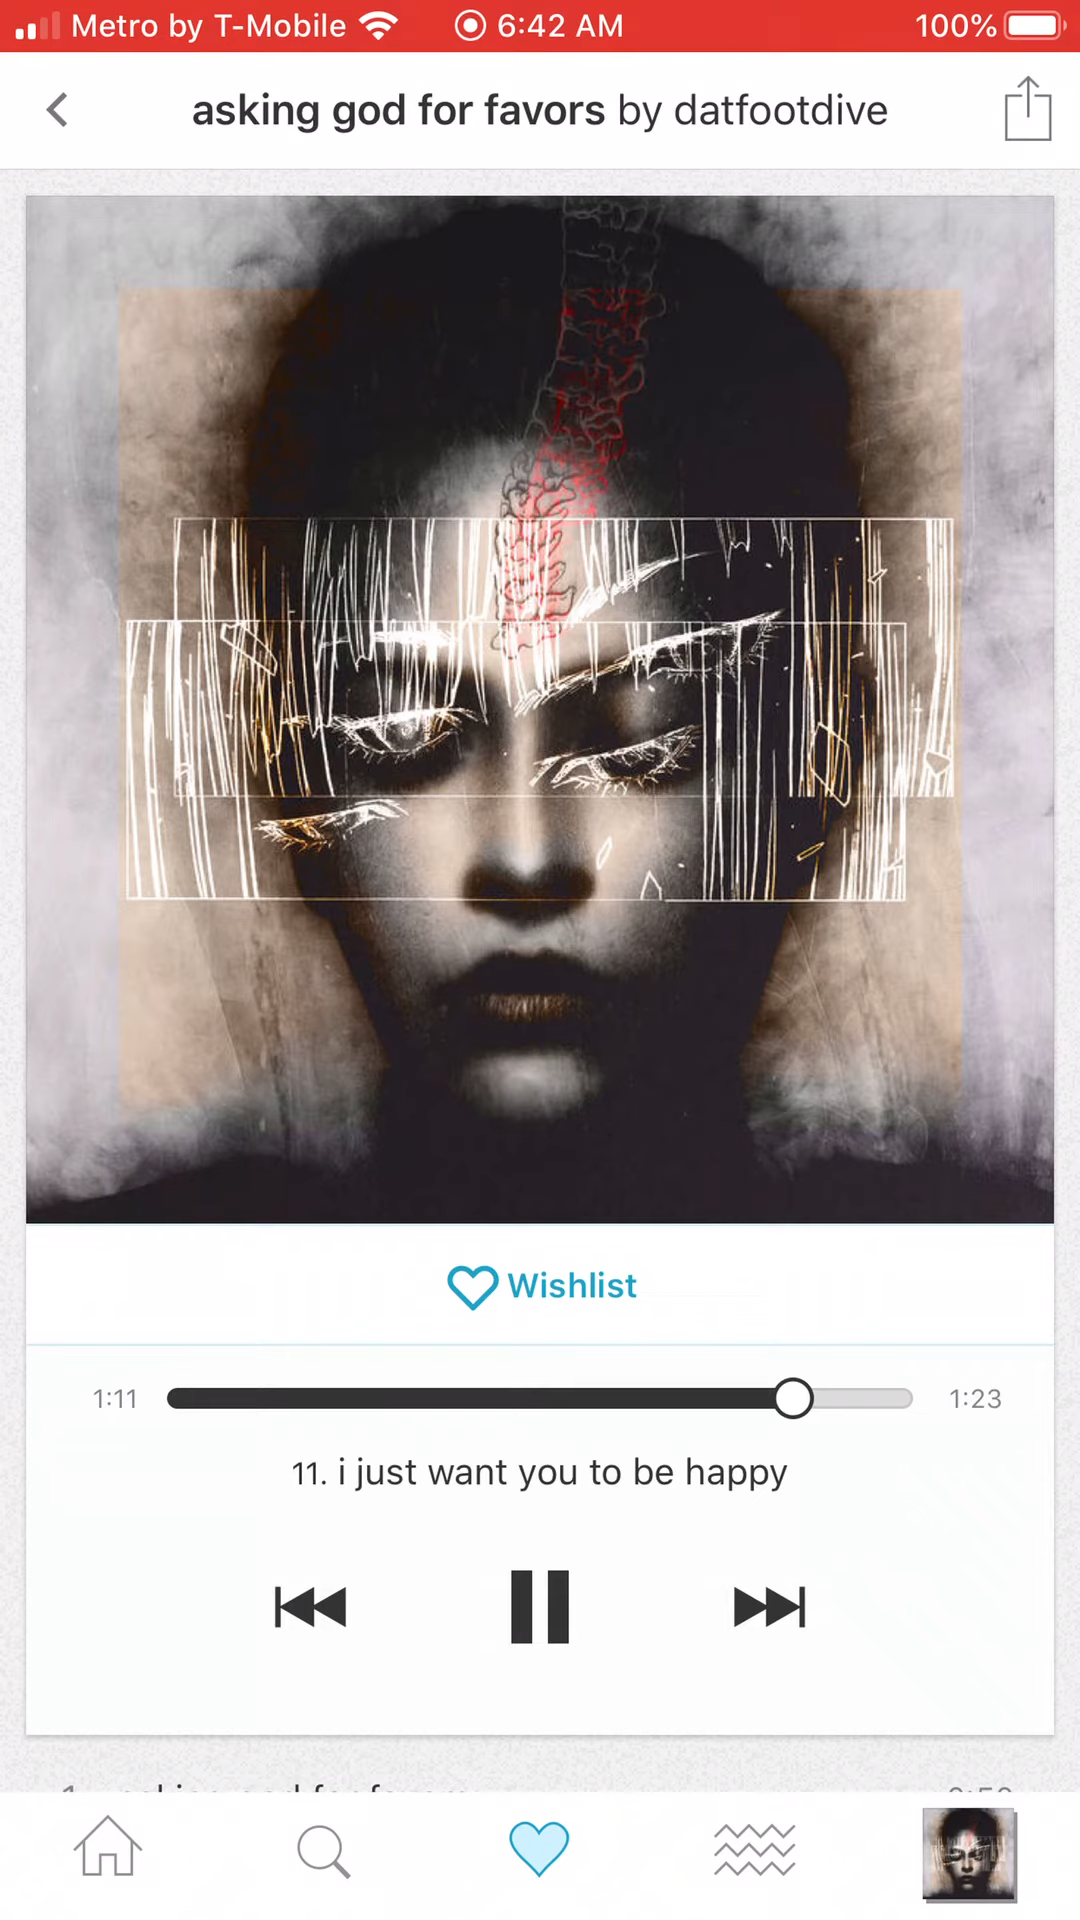 Metro by T-Mobile 6:42 AM 100%
asking god for favors by datfootdive
Wishlist
1:11 1:23
11. i just want you to be happy